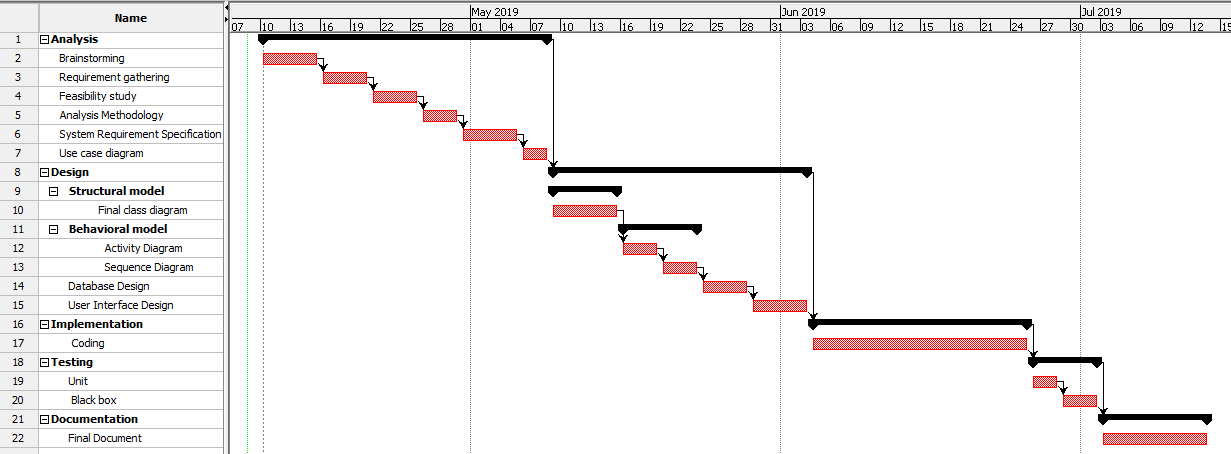 Name
May 2019 Jun 2019 Jul 2019
07 10 13 16 19 22 25 28 01 04 07 10 13 16 19 22 25 28 31 03 06 09 12 15 18 21 24 27 30 03 06 09 12 15
1 Analysis
2 Brainstorming
3 Requirement gathering
4 Feasibility study
5 Analysis Methodology
6 System Requirement Specification
7 Use case diagram
8 Design
9 Structural model
10 Final class diagram
11 Behavioral model
12 Activity Diagram
13 Sequence Diagram
14 Database Design
15 User Interface Design
16 Implementation
17 Coding
18 Testing
19 Unit
20 Black box
21 Documentation
22 Final Document